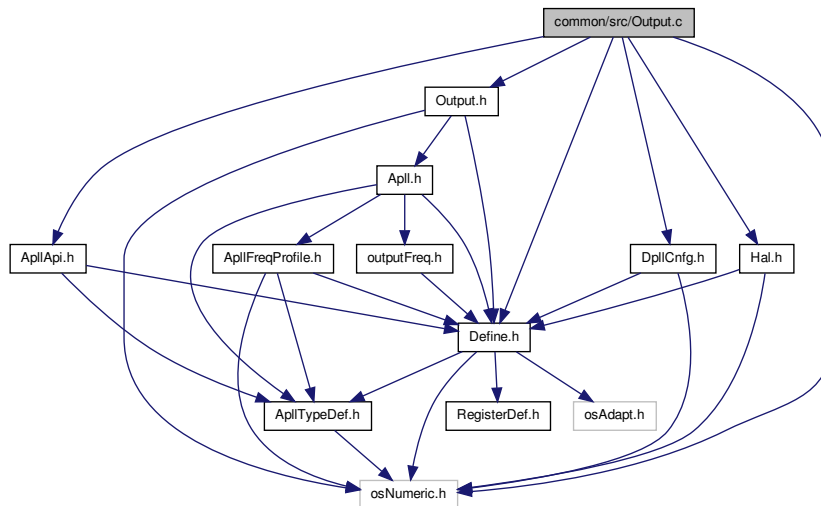 common/src/Output.c
Output.h
Apll.h
ApllApi.h
ApllFreqProfile.h
outputFreq.h
DpllCnfg.h
Hal.h
Define.h
ApllTypeDef.h
RegisterDef.h
osAdapt.h
osNumeric.h